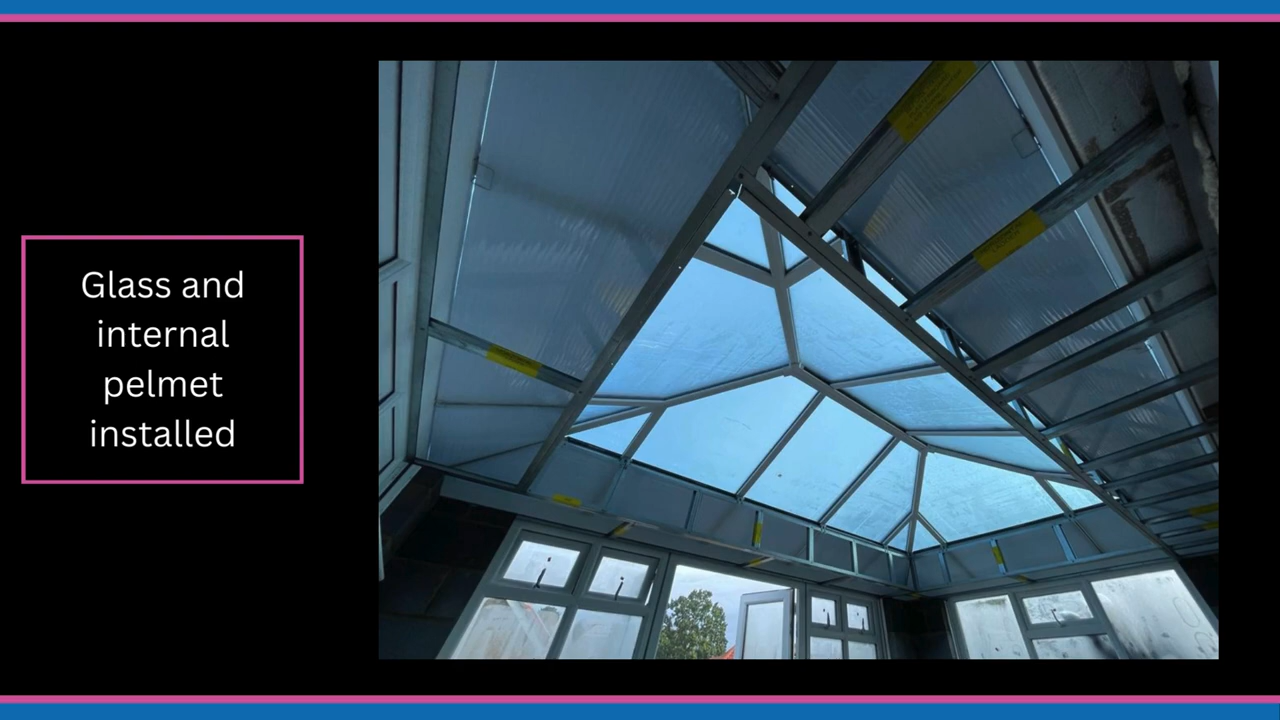 Glass and
internal
pelmet
installed